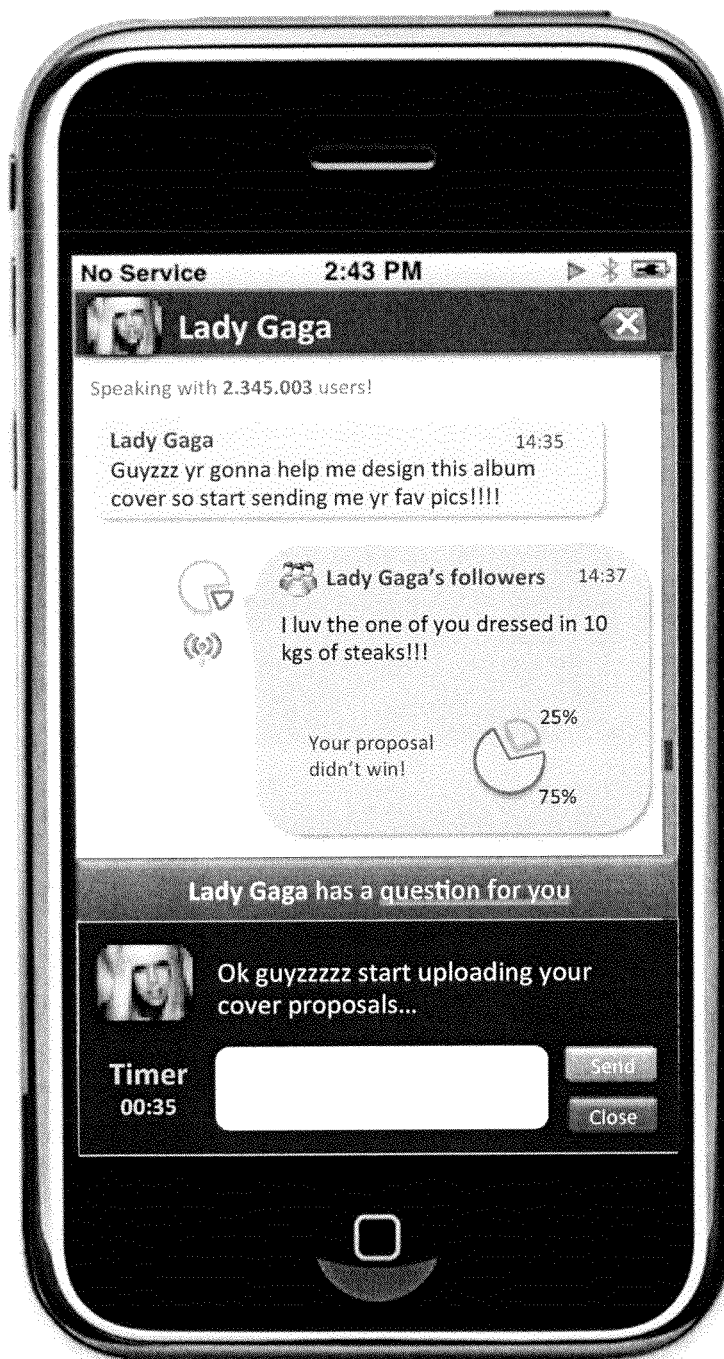 No Service 2:43 PM
Lady Gaga
Speaking with 2.345.003 users!
Lady Gaga 14:35
Guyzzz yr gonna help me design this album
cover so start sending me yr fav pics!!!!
Lady Gaga's followers 14:37
I luv the one of you dressed in 10
kgs of steaks!!!
25%
Your proposal
didn't win!
75%
Lady Gaga has a question for you
Ok guyzzzzz start uploading your
cover proposals...
Timer
00:35
Send
Close